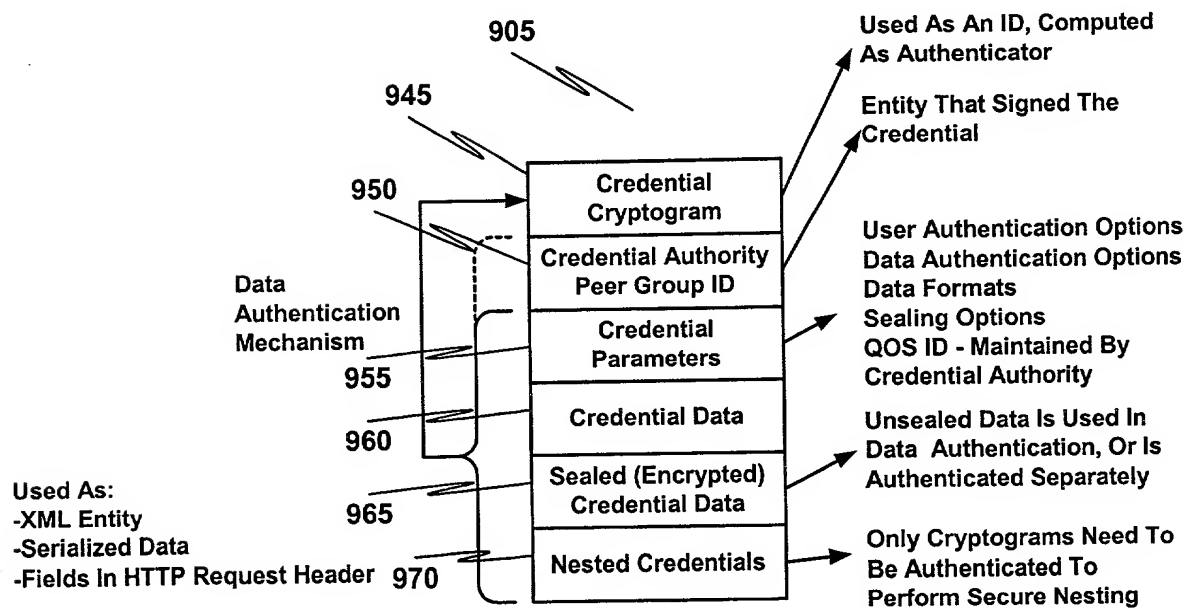 905
Used As An ID, Computed
As Authenticator
945
Entity That Signed The
Credential
950
Credential
Cryptogram
Credential Authority
Peer Group ID
User Authentication Options
Data Authentication Options
Data Formats
Sealing Options
QOS ID - Maintained By
Credential Authority
Data
Authentication
Mechanism
955
Credential
Parameters
960
Credential Data
Unsealed Data Is Used In
Data Authentication, Or Is
Authenticated Separately
965
Sealed (Encrypted)
Credential Data
Used As:
-XML Entity
-Serialized Data
-Fields In HTTP Request Header
970
Nested Credentials
Only Cryptograms Need To
Be Authenticated To
Perform Secure Nesting